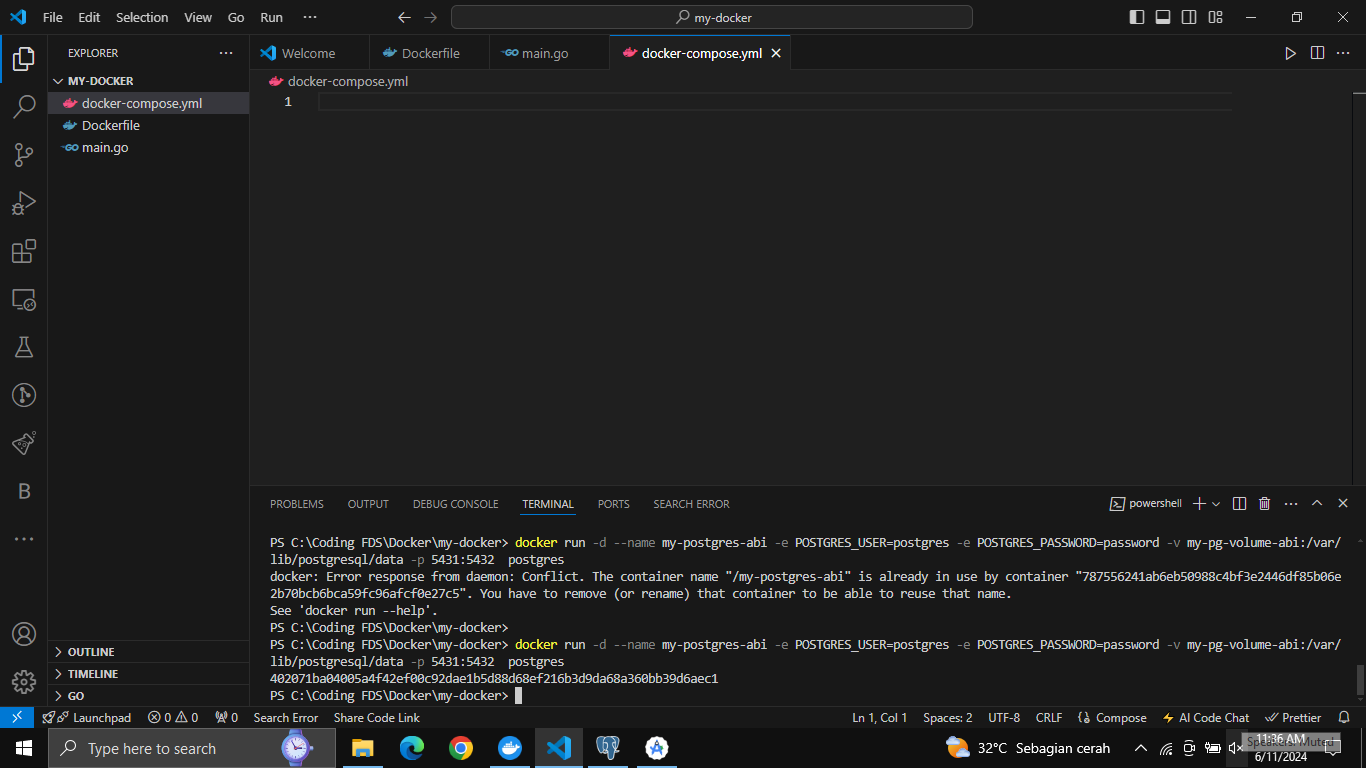 File Edit Selection View Go Run ···
my-docker
EXPLORER ···
MY-DOCKER
docker-compose.yml
Dockerfile
main.go
OUTLINE
TIMELINE
GO
Welcome
Dockerfile
main.go
docker-compose.yml
docker-compose.yml
1
PROBLEMS OUTPUT DEBUG CONSOLE TERMINAL PORTS SEARCH ERROR
powershell
PS C:\Coding FDS\Docker\my-docker> docker run -d --name my-postgres-abi -e POSTGRES_USER=postgres -e POSTGRES_PASSWORD=password -v my-pg-volume-abi:/var/
lib/postgresql/data -p 5431:5432  postgres
docker: Error response from daemon: Conflict. The container name "/my-postgres-abi" is already in use by container "787556241ab6eb50988c4bf3e2446df85b06e
2b70bcb6bca59fc96afcf0e27c5". You have to remove (or rename) that container to be able to reuse that name.
See 'docker run --help'.
PS C:\Coding FDS\Docker\my-docker>
PS C:\Coding FDS\Docker\my-docker> docker run -d --name my-postgres-abi -e POSTGRES_USER=postgres -e POSTGRES_PASSWORD=password -v my-pg-volume-abi:/var/
lib/postgresql/data -p 5431:5432  postgres
402071ba04005a4f42ef00c92dae1b5d88d68ef216b3d9da68a360bb39d6aec1
PS C:\Coding FDS\Docker\my-docker>
Launchpad 0 0 0 Search Error Share Code Link
Ln 1, Col 1 Spaces: 2 UTF-8 CRLF Compose AI Code Chat Prettier
Type here to search
32°C Sebagian cerah
11:36 AM
Speakers: Muted
6/11/2024